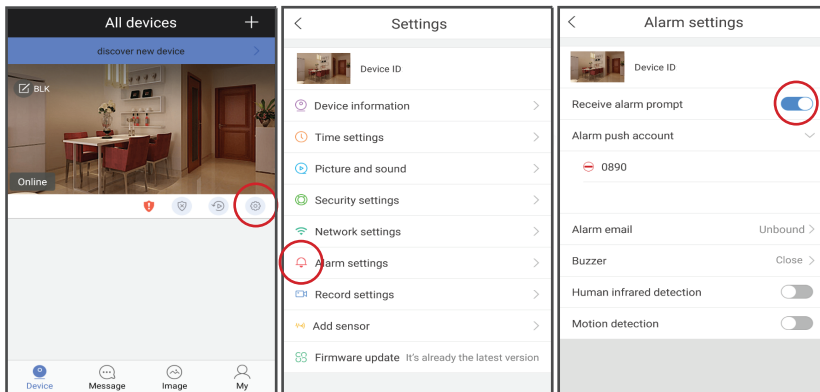 All devices
discover new device
BLK
Online
Device
Message
Image
My
Settings
Device ID
Device information
Time settings
Picture and sound
Security settings
Network settings
Alarm settings
Record settings
Add sensor
Firmware update It's already the latest version
Alarm settings
Device ID
Receive alarm prompt
Alarm push account
0890
Alarm email Unbound
Buzzer Close
Human infrared detection
Motion detection